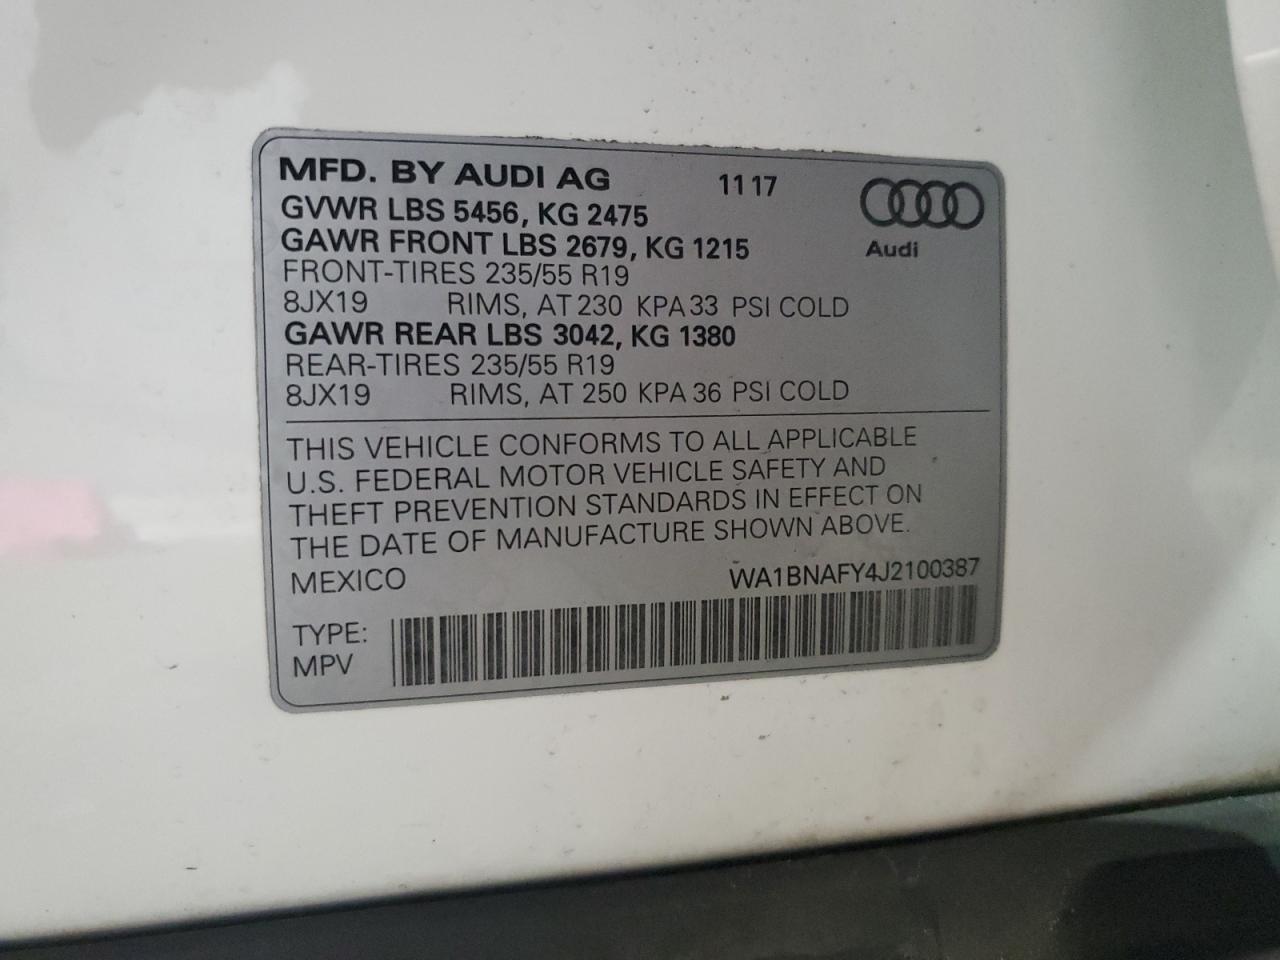 MFD. BY AUDI AG 11 17
GVWR LBS 5456, KG 2475
GAWR FRONT LBS 2679, KG 1215
Audi
FRONT-TIRES 235/55 R19
8JX19 RIMS, AT 230 KPA 33 PSI COLD
GAWR REAR LBS 3042, KG 1380
REAR-TIRES 235/55 R19
8JX19 RIMS, AT 250 KPA 36 PSI COLD
THIS VEHICLE CONFORMS TO ALL APPLICABLE
U.S. FEDERAL MOTOR VEHICLE SAFETY AND
THEFT PREVENTION STANDARDS IN EFFECT ON
THE DATE OF MANUFACTURE SHOWN ABOVE.
MEXICO WA1BNAFY4J2100387
TYPE:
MPV